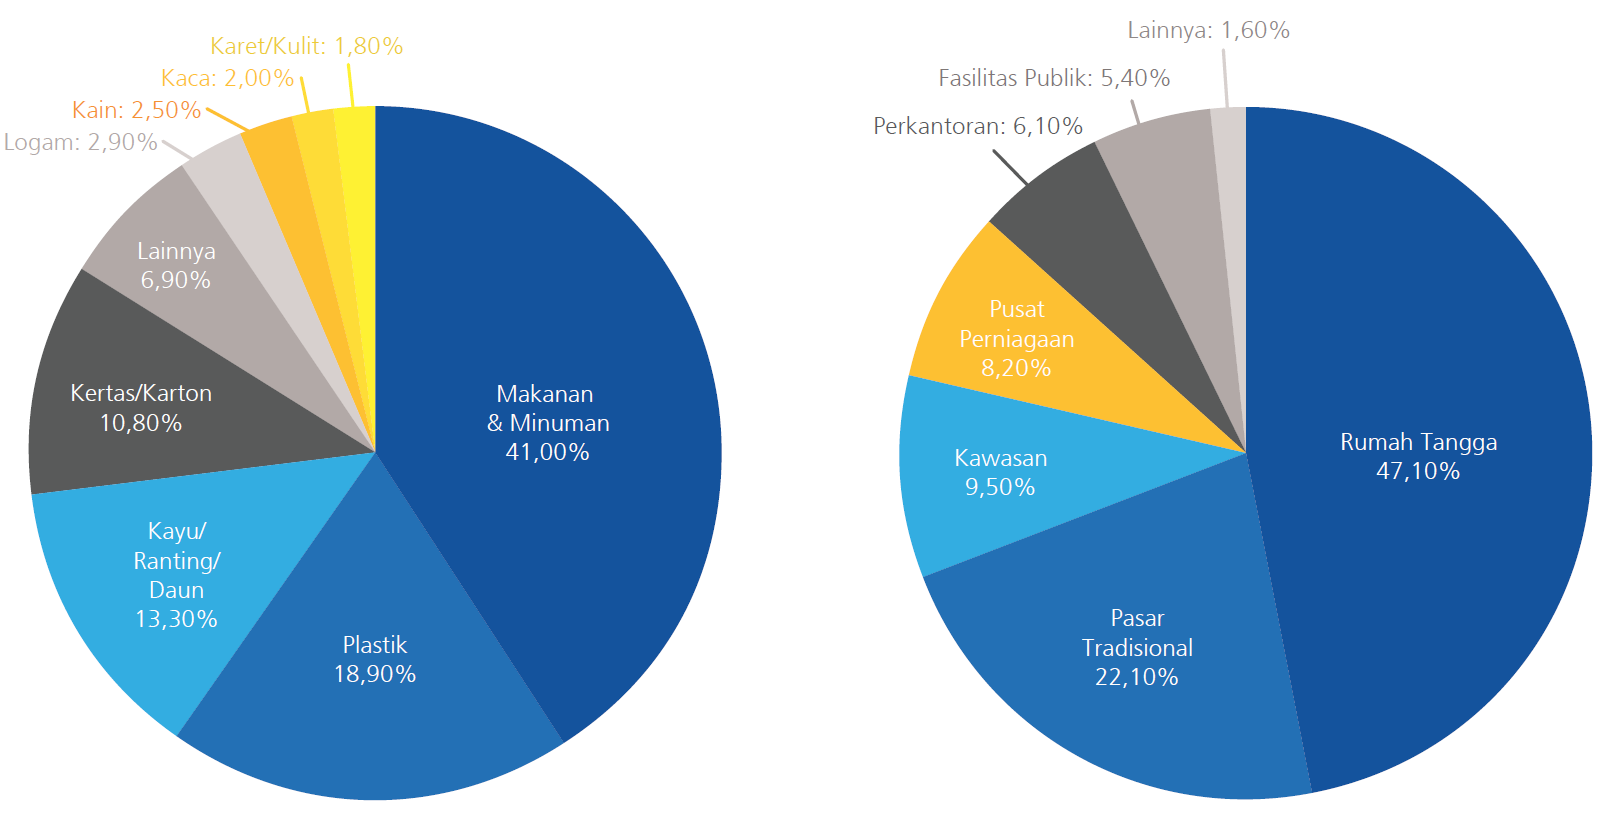 Karet/Kulit: 1,80%
Kaca: 2,00%
Kain: 2,50%
Logam: 2,90%
Lainnya
6,90%
Kertas/Karton
10,80%
Kayu/
Ranting/
Daun
13,30%
Plastik
18,90%
Makanan
& Minuman
41,00%
Lainnya: 1,60%
Fasilitas Publik: 5,40%
Perkantoran: 6,10%
Pusat
Perniagaan
8,20%
Kawasan
9,50%
Pasar
Tradisional
22,10%
Rumah Tangga
47,10%